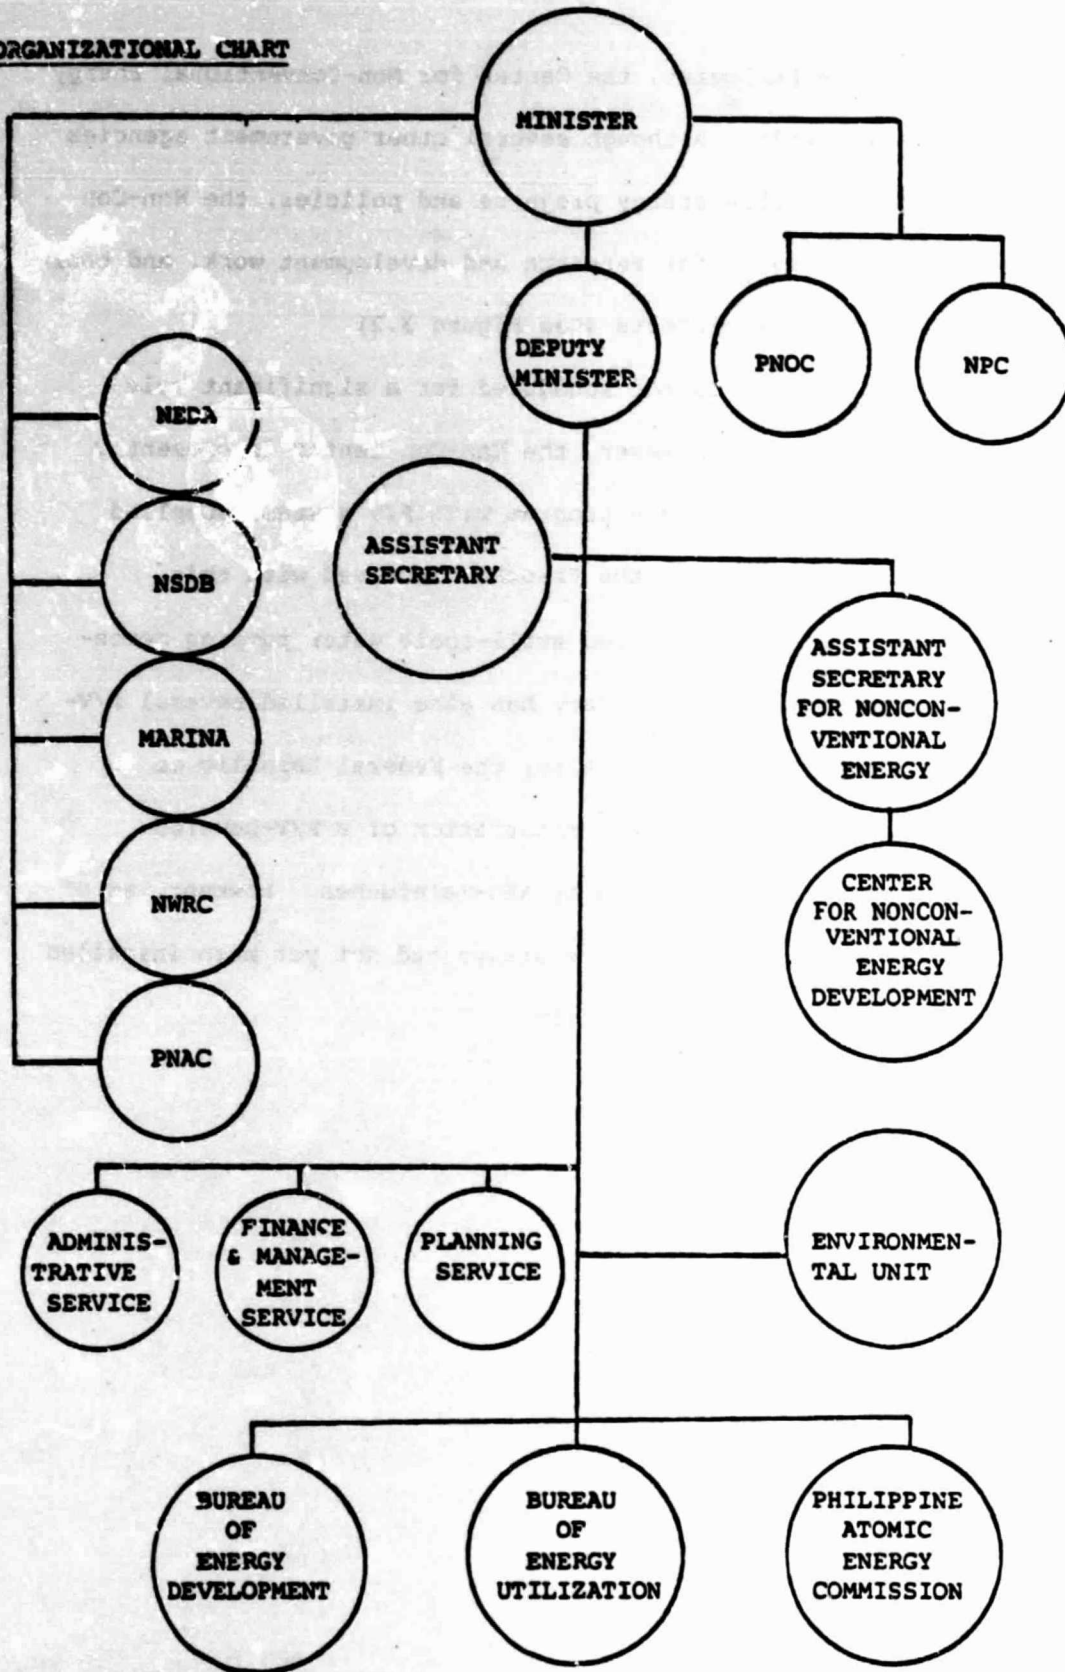 ORGANIZATIONAL CHART
MINISTER
DEPUTY
MINISTER
PNOC
NPC
NEDA
NSDB
MARINA
NWRC
PNAC
ASSISTANT
SECRETARY
ASSISTANT
SECRETARY
FOR NONCON-
VENTIONAL
ENERGY
CENTER
FOR NONCON-
VENTIONAL
ENERGY
DEVELOPMENT
ADMINIS-
TRATIVE
SERVICE
FINANCE
& MANAGE-
MENT
SERVICE
PLANNING
SERVICE
ENVIRONMEN-
TAL UNIT
BUREAU
OF
ENERGY
DEVELOPMENT
BUREAU
OF
ENERGY
UTILIZATION
PHILIPPINE
ATOMIC
ENERGY
COMMISSION